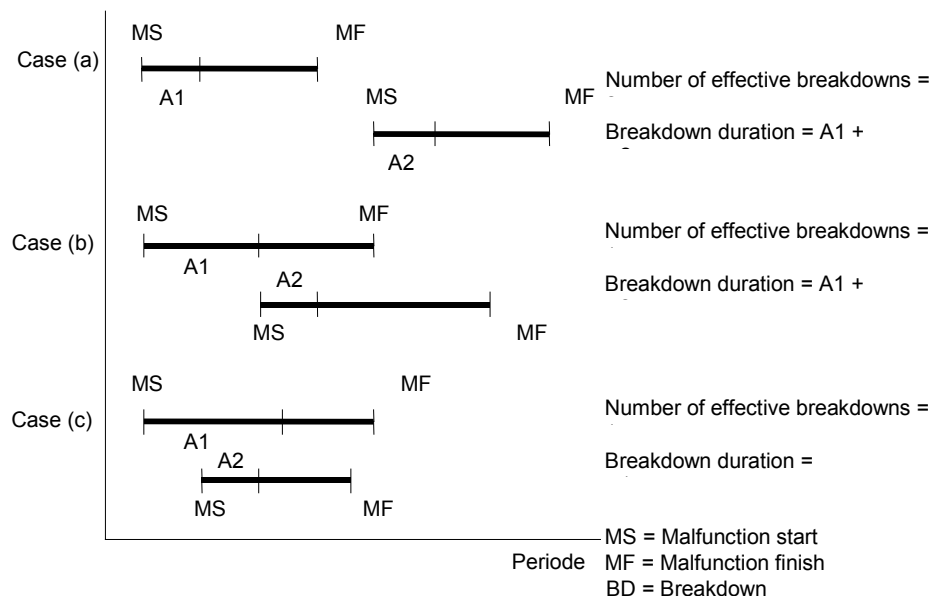 MS MF
Case (a)
A1
Number of effective breakdowns =
MS MF
Breakdown duration = A1 +
A2
MS MF
Case (b)
Number of effective breakdowns =
A1 A2
Breakdown duration = A1 +
MS MF
MS MF
Case (c)
Number of effective breakdowns =
A1
A2
Breakdown duration =
MS MF
Periode
MS = Malfunction start
MF = Malfunction finish
BD = Breakdown